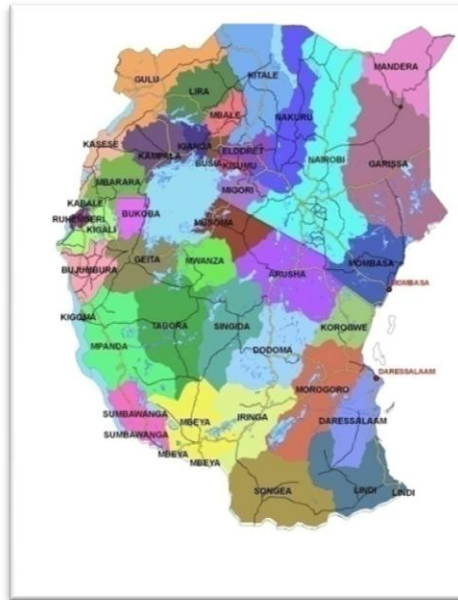 MANDERA
KITALE
GULU
LIRA
MBALE
NAKURU
KASESE
IGANGA
KAMPALA
ELDORET
BUSIA
KISUMU
NAIROBI
GARISSA
MBARARA
MIGORI
KABALE
BUKOBA
RUHENGERI
KIGALI
MUSOMA
GEITA
MWANZA
MOMBASA
BUJUMBURA
ARUSHA
MOMBASA
KIGOMA
TABORA
SINGIDA
KOROGWE
MPANDA
DODOMA
DARESSALAAM
MOROGORO
SUMBAWANGA
MBEYA
IRINGA
DARESSALAAM
SUMBAWANGA
MBEYA
MBEYA
SONGEA
LINDI
LINDI